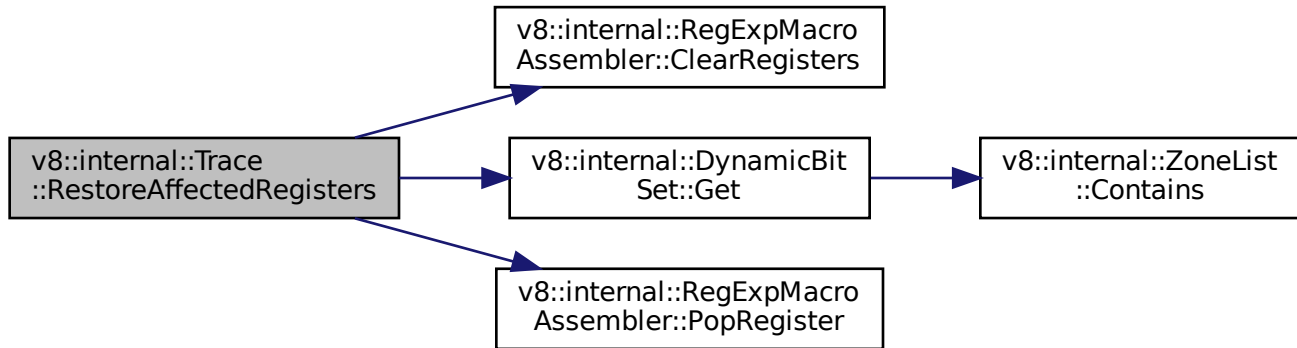 v8::internal::RegExpMacro
Assembler::ClearRegisters
v8::internal::Trace
::RestoreAffectedRegisters
v8::internal::DynamicBit
Set::Get
v8::internal::ZoneList
::Contains
v8::internal::RegExpMacro
Assembler::PopRegister